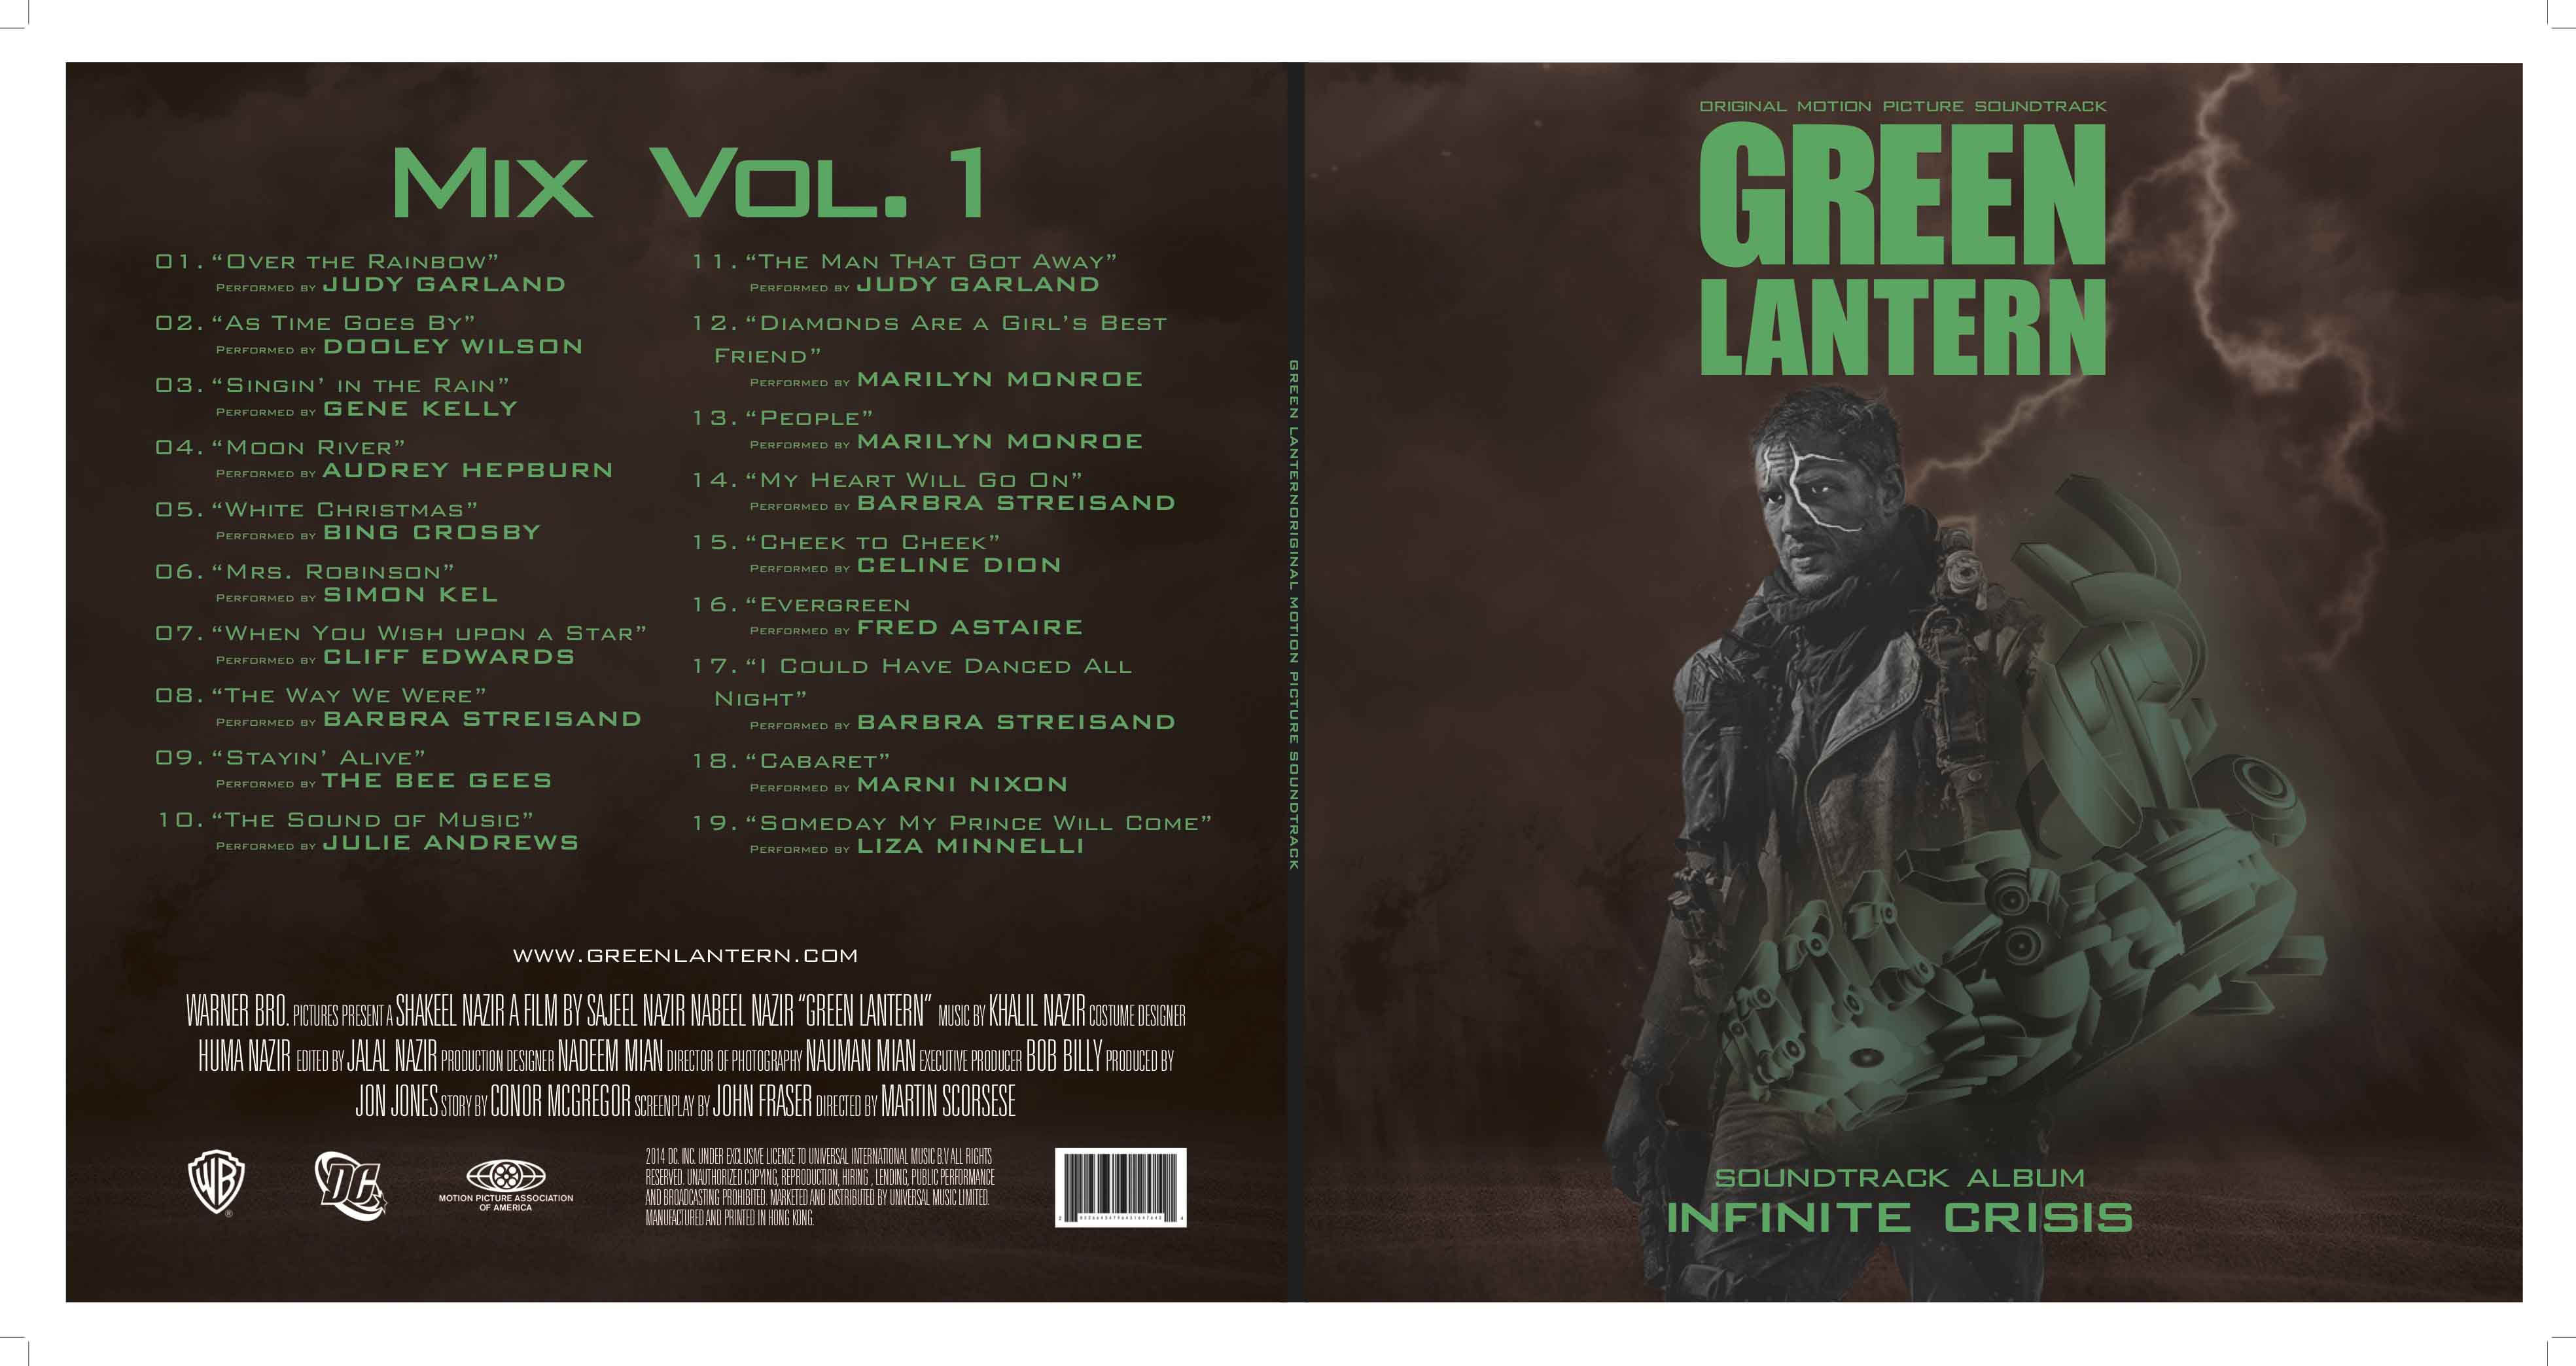 Mix Vol. 1
01. “Over the Rainbow”
Performed by JUDY GARLAND
02. “As Time Goes By”
Performed by DOOLEY WILSON
03. “Singin’ in the Rain”
Performed by GENE KELLY
04. “Moon River”
Performed by AUDREY HEPBURN
05. “White Christmas”
Performed by BING CROSBY
06. “Mrs. Robinson”
Performed by SIMON KEL
07. “When You Wish upon a Star”
Performed by CLIFF EDWARDS
08. “The Way We Were”
Performed by BARBRA STREISAND
09. “Stayin’ Alive”
Performed by THE BEE GEES
10. “The Sound of Music”
Performed by JULIE ANDREWS
11. “The Man That Got Away”
Performed by JUDY GARLAND
12. “Diamonds Are a Girl’s Best
Friend”
Performed by MARILYN MONROE
13. “People”
Performed by MARILYN MONROE
14. “My Heart Will Go On”
Performed by BARBRA STREISAND
15. “Cheek to Cheek”
Performed by CELINE DION
16. “Evergreen
Performed by FRED ASTAIRE
17. “I Could Have Danced All
Night”
Performed by BARBRA STREISAND
18. “Cabaret”
Performed by MARNI NIXON
19. “Someday My Prince Will Come”
Performed by LIZA MINNELLI
WWW.GREENLANTERN.COM
WARNER BRO. PICTURES PRESENT A SHAKEEL NAZIR A FILM BY SAJEEL NAZIR NABEEL NAZIR “GREEN LANTERN” MUSIC BY KHALIL NAZIR COSTUME DESIGNER
HUMA NAZIR EDITED BY JALAL NAZIR PRODUCTION DESIGNER NADEEM MIAN DIRECTOR OF PHOTOGRAPHY NAUMAN MIAN EXECUTIVE PRODUCER BOB BILLY PRODUCED BY
JON JONES STORY BY CONOR MCGREGOR SCREENPLAY BY JOHN FRASER DIRECTED BY MARTIN SCORSESE
WB
®
DC
MOTION PICTURE ASSOCIATION
OF AMERICA
2014 DC. INC. UNDER EXCLUSIVE LICENCE TO UNIVERSAL INTERNATIONAL MUSIC B.V ALL RIGHTS
RESERVED. UNAUTHORIZED COPYING, REPRODUCTION, HIRING , LENDING, PUBLIC PERFORMANCE
AND BROADCASTING PROHIBITED. MARKETED AND DISTRIBUTED BY UNIVERSAL MUSIC LIMITED.
MANUFACTURED AND PRINTED IN HONG KONG.
GREEN LANTERNORIGINAL MOTION PICTURE SOUNDTRACK
ORIGINAL MOTION PICTURE SOUNDTRACK
GREEN
LANTERN
SOUNDTRACK ALBUM
INFINITE CRISIS